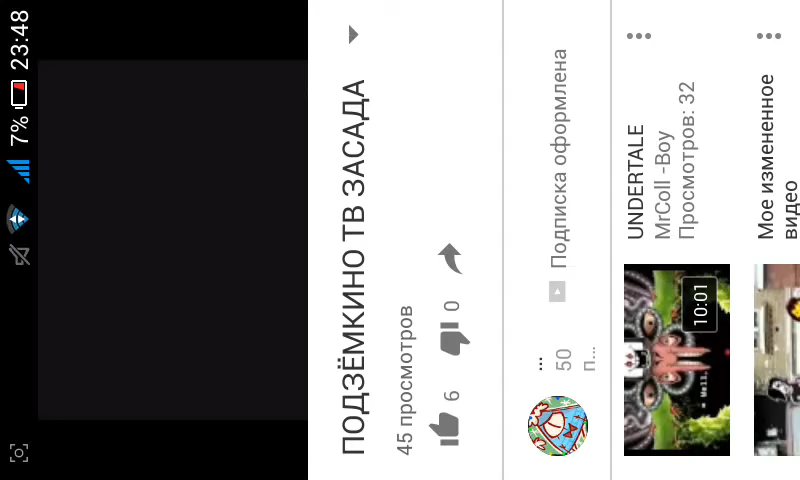 7% 23:48
ПОДЗЁМКИНО ТВ ЗАСАДА
45 просмотров
6 0
...
50
п...
Подписка оформлена
10:01
UNDERTALE
MrColl -Boy
Просмотров: 32
Мое измененное
видео